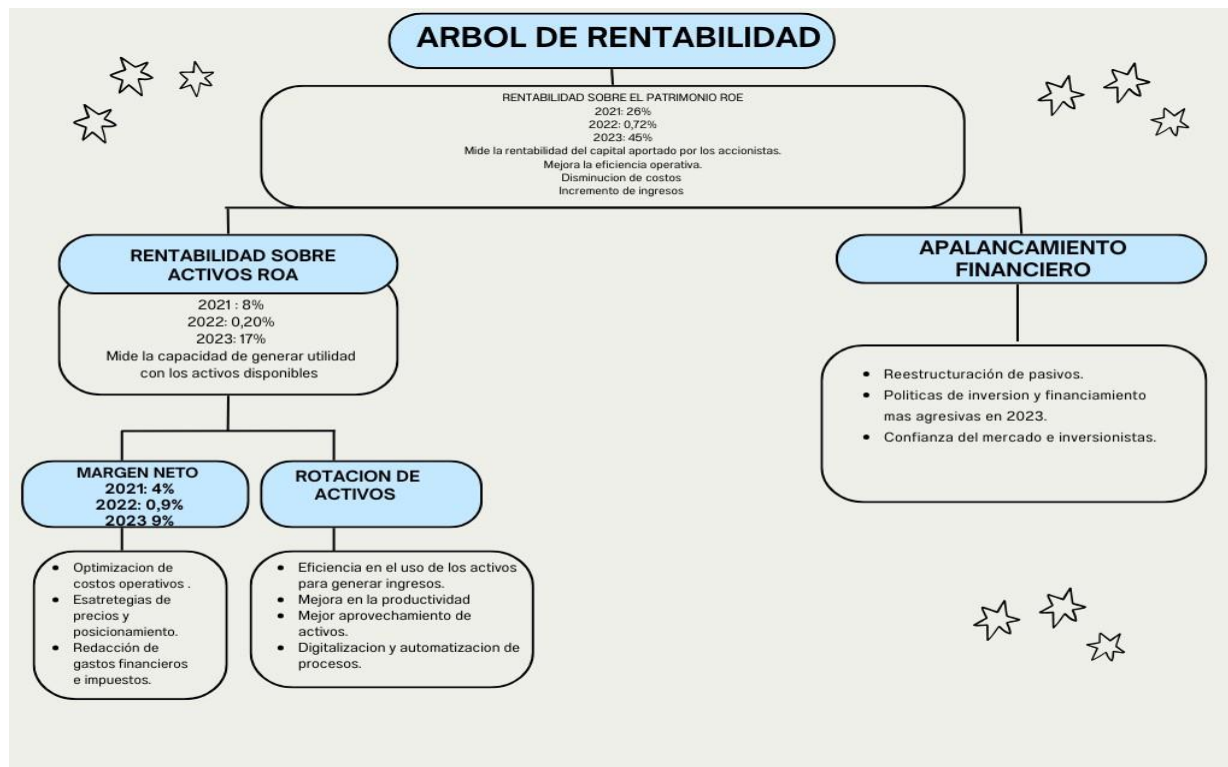 ARBOL DE RENTABILIDAD
RENTABILIDAD SOBRE EL PATRIMONIO ROE
2021: 26%
2022: 0,72%
2023: 45%
Mide la rentabilidad del capital aportado por los accionistas.
Mejora la eficiencia operativa.
Disminucion de costos
Incremento de ingresos
RENTABILIDAD SOBRE
ACTIVOS ROA
2021 : 8%
2022: 0,20%
2023: 17%
Mide la capacidad de generar utilidad
con los activos disponibles
APALANCAMIENTO
FINANCIERO
• Reestructuración de pasivos.
• Politicas de inversion y financiamiento
mas agresivas en 2023.
• Confianza del mercado e inversionistas.
MARGEN NETO
2021: 4%
2022: 0,9%
2023 9%
• Optimizacion de
costos operativos .
• Esatretegias de
precios y
posicionamiento.
• Redacción de
gastos financieros
e impuestos.
ROTACION DE
ACTIVOS
• Eficiencia en el uso de los activos
para generar ingresos.
• Mejora en la productividad
• Mejor aprovechamiento de
activos.
• Digitalizacion y automatizacion de
procesos.